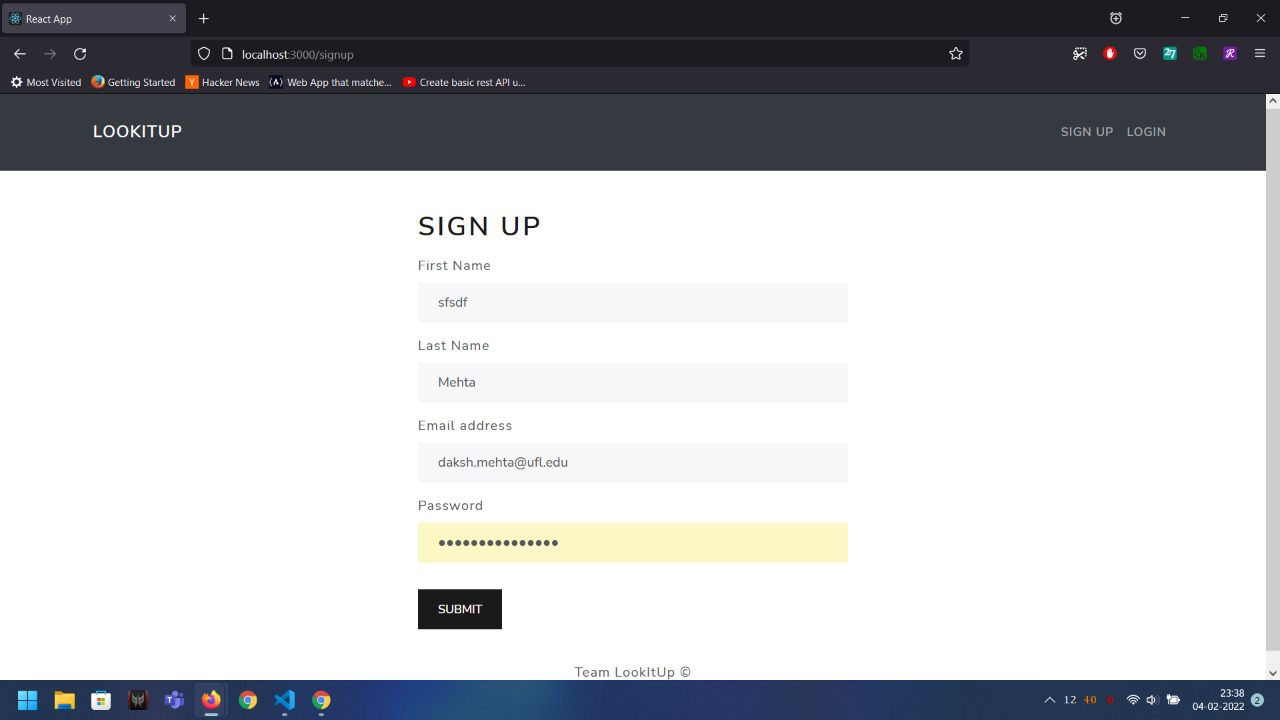 React App
localhost:3000/signup
Most Visited
Getting Started
Hacker News
Web App that matche...
Create basic rest API u...
LOOKITUP
SIGN UP
LOGIN
SIGN UP
First Name
sfsdf
Last Name
Mehta
Email address
daksh.mehta@ufl.edu
Password
SUBMIT
Team LookItUp ©
12 40 0
23:38
04-02-2022
2